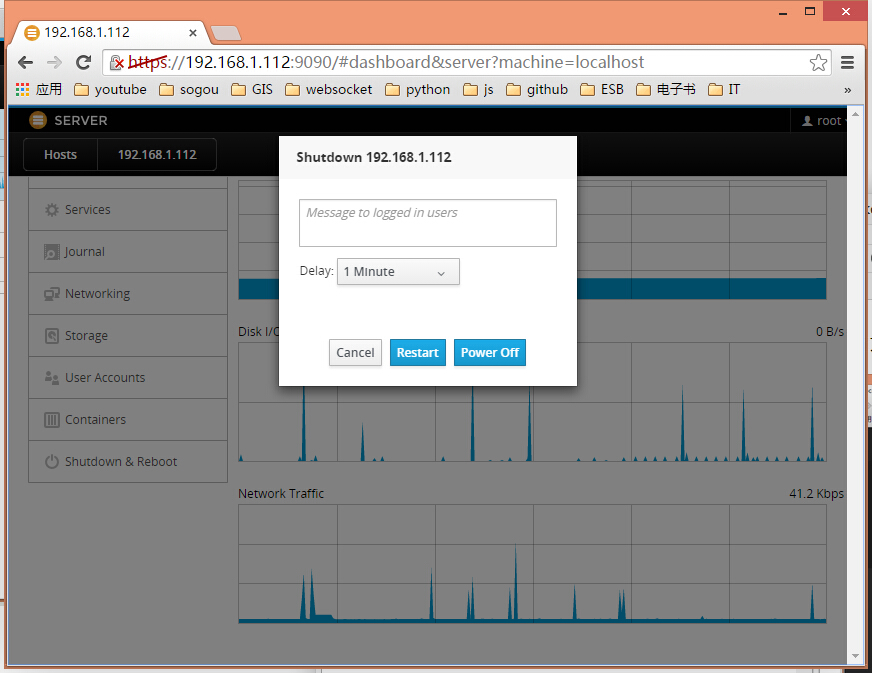 192.168.1.112
https://192.168.1.112:9090/#dashboard&server?machine=localhost
应用 youtube sogou GIS websocket python js github ESB 电子书 IT »
SERVER root
Hosts 192.168.1.112
Shutdown 192.168.1.112
Message to logged in users
Delay: 1 Minute
Cancel Restart Power Off
Services
Journal
Networking
Storage
User Accounts
Containers
Shutdown & Reboot
Disk I/O 0 B/s
Network Traffic 41.2 Kbps